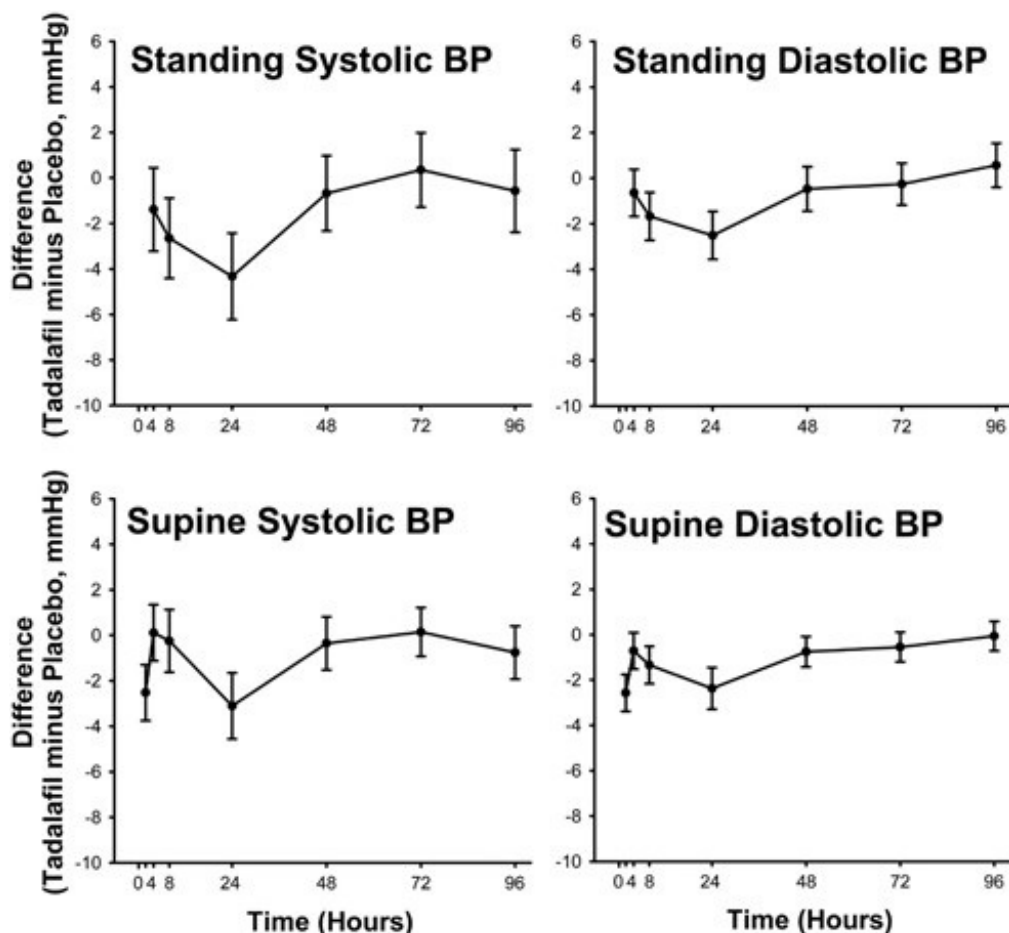 Standing Systolic BP
Difference
(Tadalafil minus Placebo, mmHg)
6
4
2
0
-2
-4
-6
-8
-10
0 4 8 24 48 72 96
Standing Diastolic BP
6
4
2
0
-2
-4
-6
-8
-10
0 4 8 24 48 72 96
Supine Systolic BP
Difference
(Tadalafil minus Placebo, mmHg)
6
4
2
0
-2
-4
-6
-8
-10
0 4 8 24 48 72 96
Time (Hours)
Supine Diastolic BP
6
4
2
0
-2
-4
-6
-8
-10
0 4 8 24 48 72 96
Time (Hours)